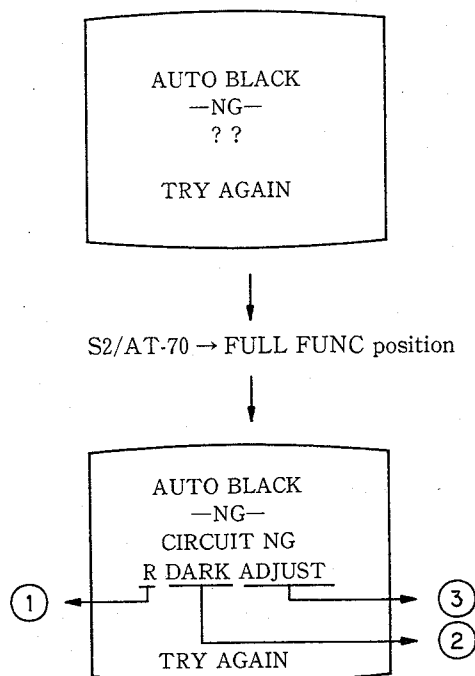 AUTO BLACK
—NG—
? ?
TRY AGAIN
S2/AT-70 → FULL FUNC position
AUTO BLACK
—NG—
CIRCUIT NG
R DARK ADJUST
1
3
2
TRY AGAIN